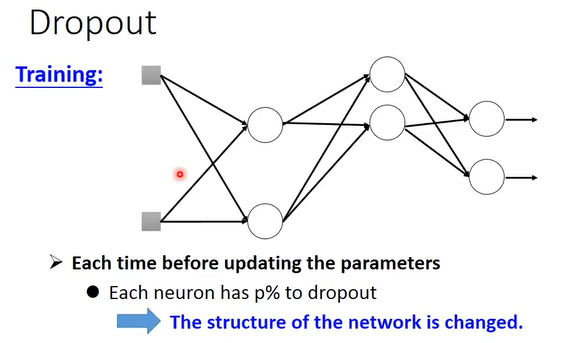 Dropout
Training:
➢ Each time before updating the parameters
● Each neuron has p% to dropout
The structure of the network is changed.